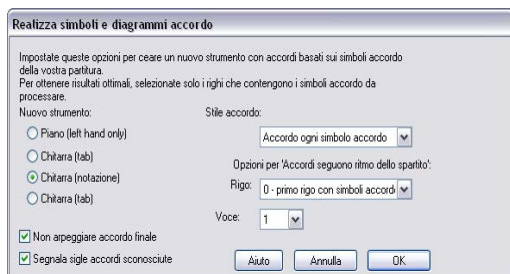 Realizza simboli e diagrammi accordo
Impostate queste opzioni per ceare un nuovo strumento con accordi basati sui simboli accordo
della vostra partitura.
Per ottenere risultati ottimali, selezionate solo i righi che contengono i simboli accordo da
processare.
Nuovo strumento:
Stile accordo:
Piano (left hand only)
Accordo ogni simbolo accordo
Chitarra (tab)
Opzioni per 'Accordi seguono ritmo dello spartito':
Chitarra (notazione)
Rigo:
0 - primo rigo con simboli accord
Chitarra (tab)
Voce:
1
Non arpeggiare accordo finale
Segnala sigle accordi sconosciute
Aiuto
Annulla
OK